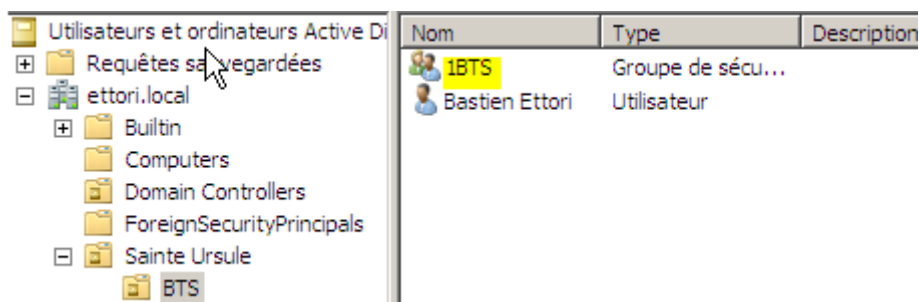 Utilisateurs et ordinateurs Active Di
Requêtes sauvegardées
ettori.local
Builtin
Computers
Domain Controllers
ForeignSecurityPrincipals
Sainte Ursule
BTS
Nom Type Description
1BTS Groupe de sécu...
Bastien Ettori Utilisateur